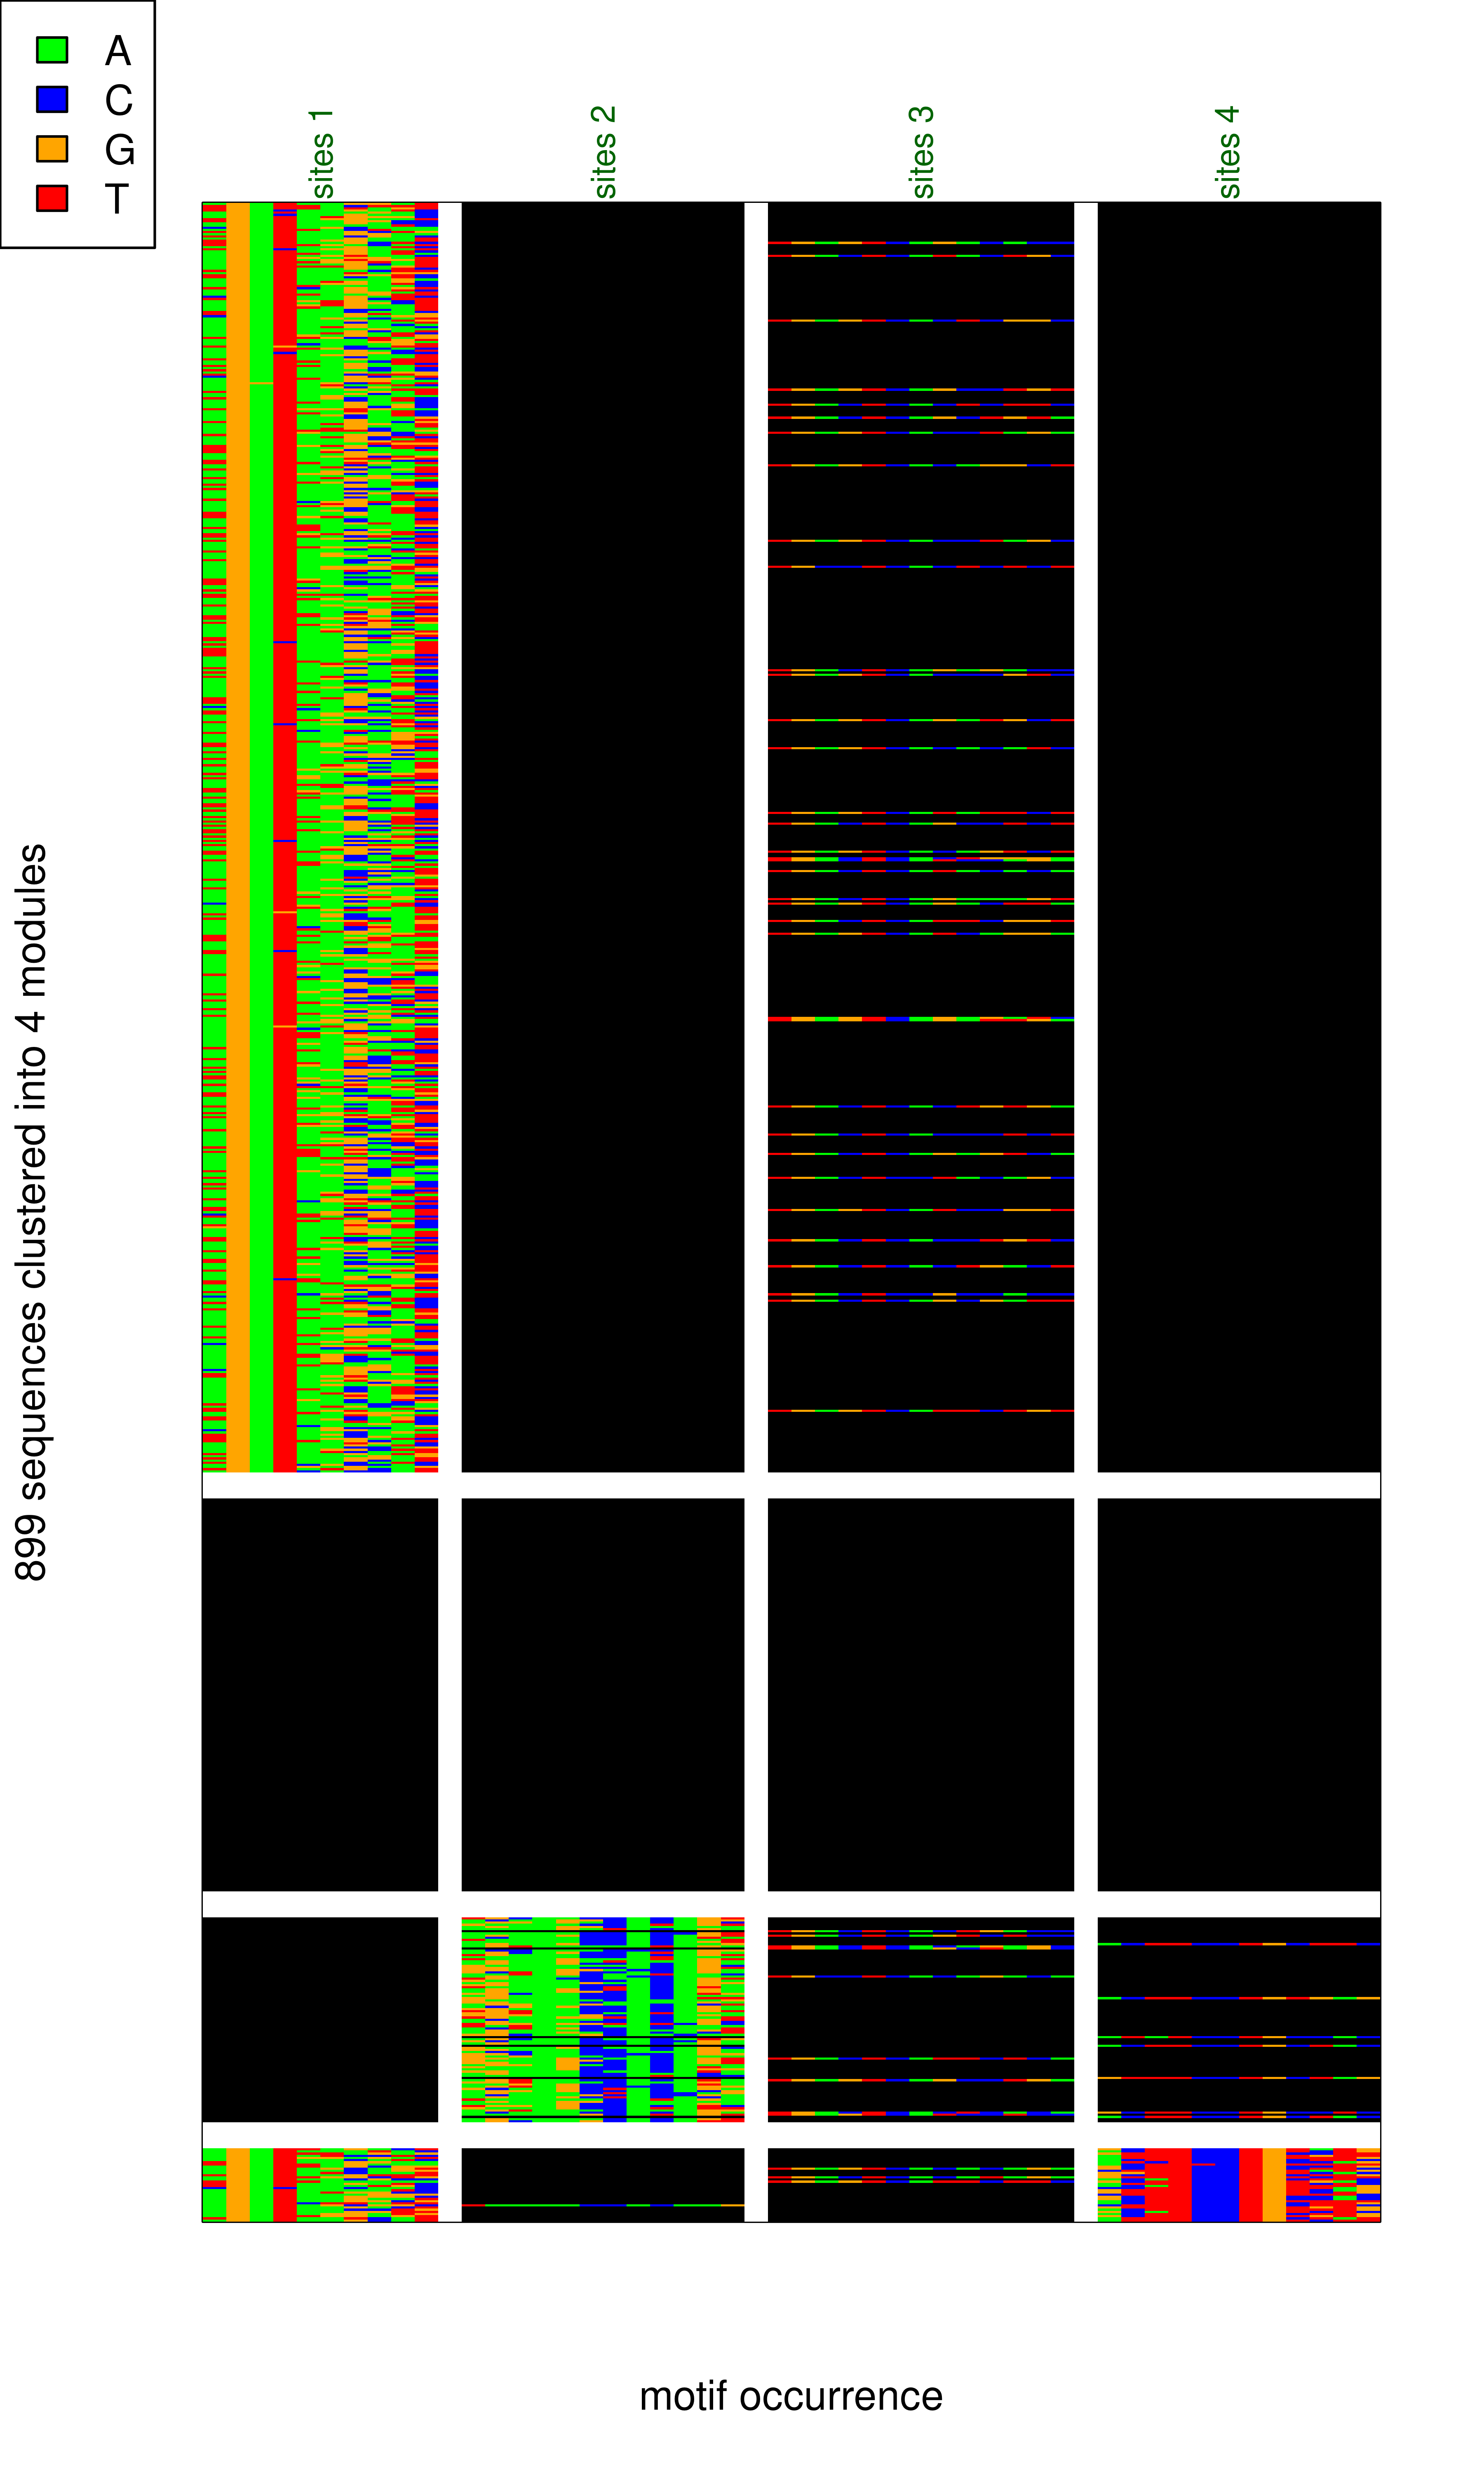 A
C
G
T
sites 1
sites 2
sites 3
sites 4
899 sequences clustered into 4 modules
motif occurrence